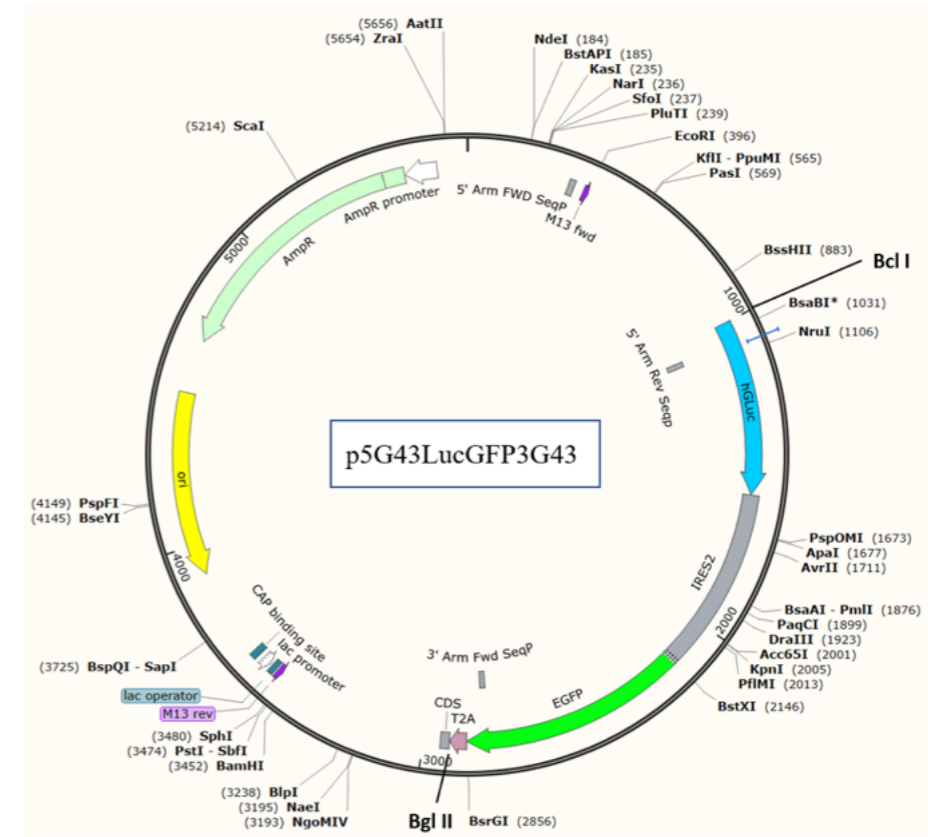 (5656) AatII
(5654) ZraI
(5214) ScaI
NdeI (184)
BstAPI (185)
KasI (235)
NarI (236)
SfoI (237)
PluTI (239)
EcoRI (396)
KflI - PpuMI (565)
PasI (569)
BssHII (883)
Bcl I
BsaBI* (1031)
NruI (1106)
PspOMI (1673)
ApaI (1677)
AvrII (1711)
BsaAI - PmlI (1876)
PaqCI (1899)
DraIII (1923)
Acc65I (2001)
KpnI (2005)
PflMI (2013)
BstXI (2146)
BsrGI (2856)
Bgl II
(3193) NgoMIV
(3195) NaeI
(3238) BlpI
(3452) BamHI
(3474) PstI - SbfI
(3480) SphI
M13 rev
lac operator
(3725) BspQI - SapI
(4145) BseYI
(4149) PspFI
5' Arm FWD SeqP
M13 fwd
AmpR promoter
AmpR
5000
1000
5' Arm Rev Seqp
hGLuc
p5G43LucGFP3G43
ori
IRES2
4000
2000
CAP binding site
lac promoter
3' Arm Fwd SeqP
EGFP
CDS
T2A
3000